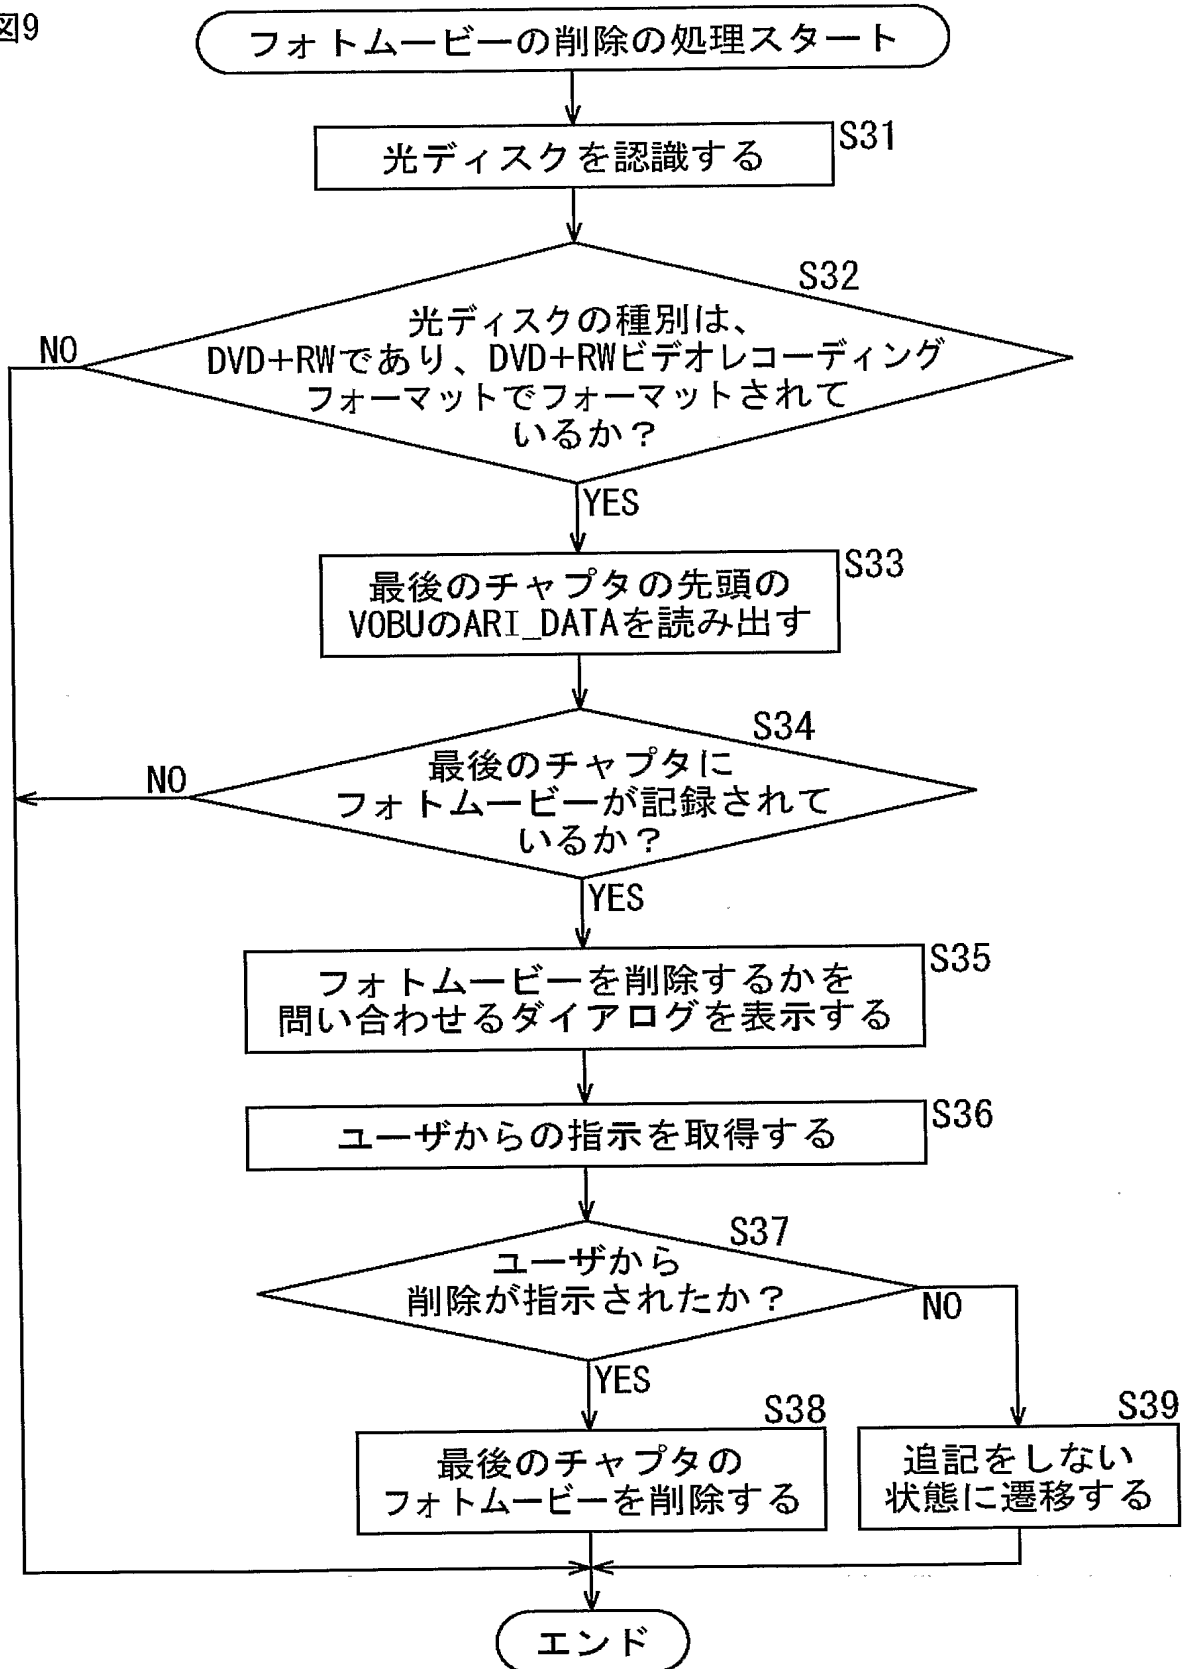 図9
フォトムービーの削除の処理スタート
S31
光ディスクを認識する
S32
光ディスクの種別は、
DVD+RWであり、DVD+RWビデオレコーディング
フォーマットでフォーマットされて
いるか？
NO
YES
S33
最後のチャプタの先頭の
VOBUのARI_DATAを読み出す
S34
最後のチャプタに
フォトムービーが記録されて
いるか？
NO
YES
S35
フォトムービーを削除するかを
問い合わせるダイアログを表示する
S36
ユーザからの指示を取得する
S37
ユーザから
削除が指示されたか？
NO
YES
S38
最後のチャプタの
フォトムービーを削除する
S39
追記をしない
状態に遷移する
エンド